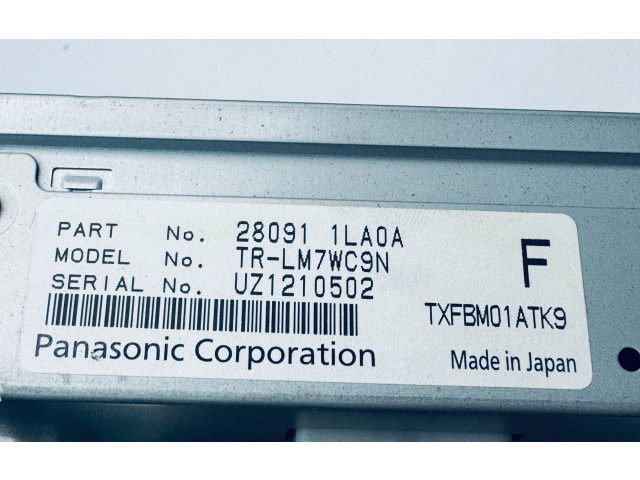 PART No. 28091 1LA0A
MODEL No. TR-LM7WC9N
SERIAL No. UZ1210502
F
TXFBM01ATK9
Panasonic Corporation
Made in Japan